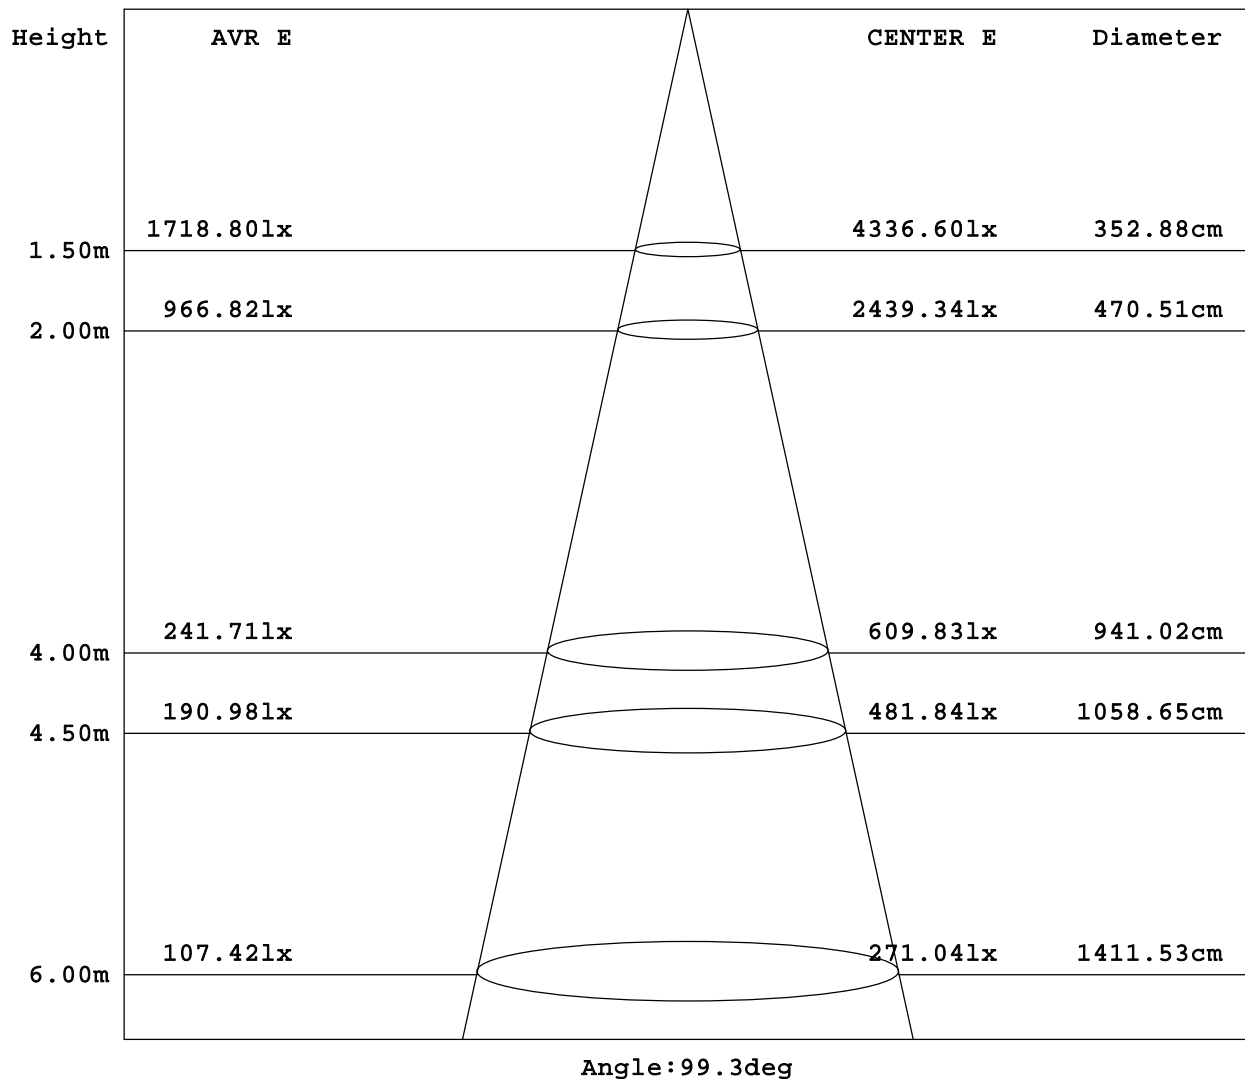 Height AVR E CENTER E Diameter
1718.80lx 4336.60lx 352.88cm
1.50m
966.82lx 2439.34lx 470.51cm
2.00m
241.71lx 609.83lx 941.02cm
4.00m
190.98lx 481.84lx 1058.65cm
4.50m
107.42lx 271.04lx 1411.53cm
6.00m
Angle:99.3deg